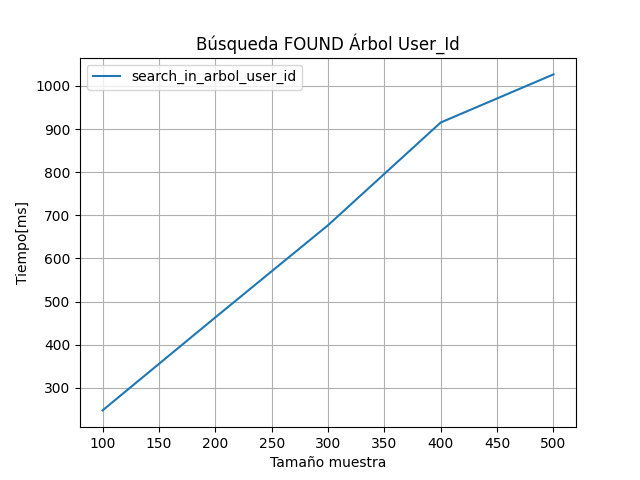 Búsqueda FOUND Árbol User_Id
search_in_arbol_user_id
Tiempo[ms]
1000
900
800
700
600
500
400
300
100 150 200 250 300 350 400 450 500
Tamaño muestra